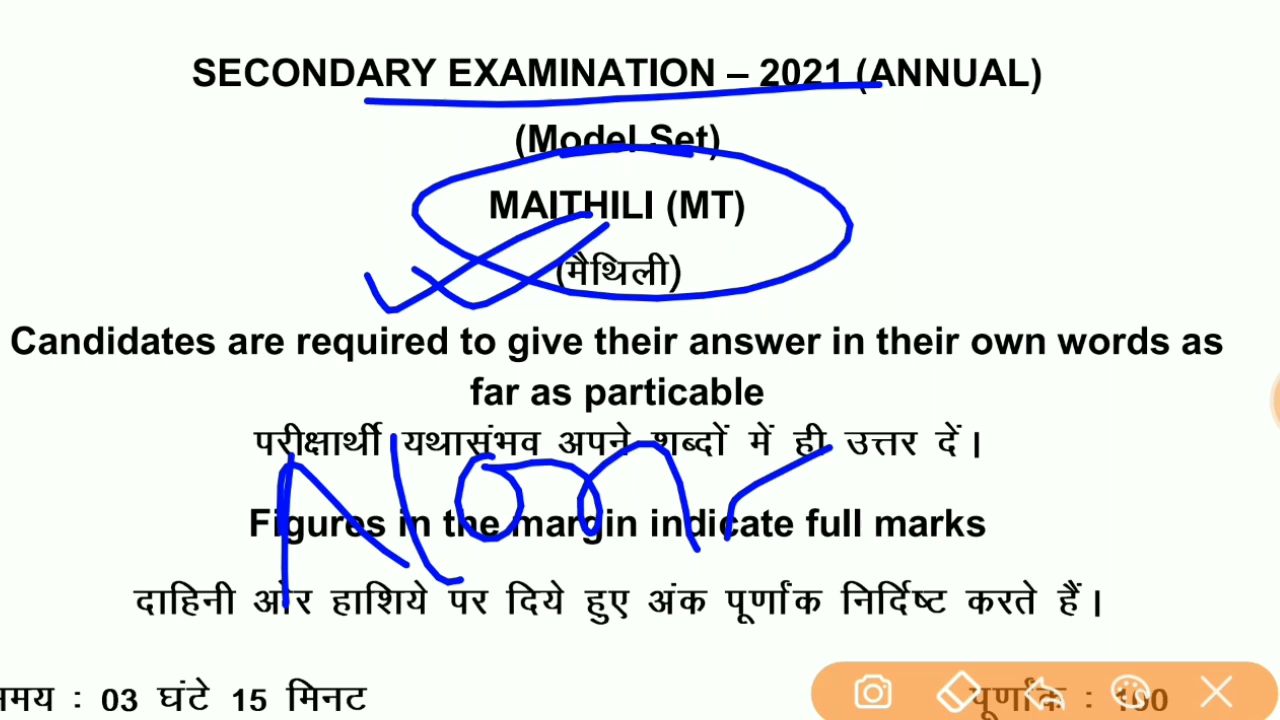 SECONDARY EXAMINATION – 2021 (ANNUAL)
(Model Set)
MAITHILI (MT)
(मैथिली)
Candidates are required to give their answer in their own words as
far as particable
परीक्षार्थी यथासंभव अपने शब्दों में ही उत्तर दें।
Figures in the margin indicate full marks
दाहिनी ओर हाशिये पर दिये हुए अंक पूर्णांक निर्दिष्ट करते हैं।
: 03 घंटे 15 मिनट पूर्णांक : 100